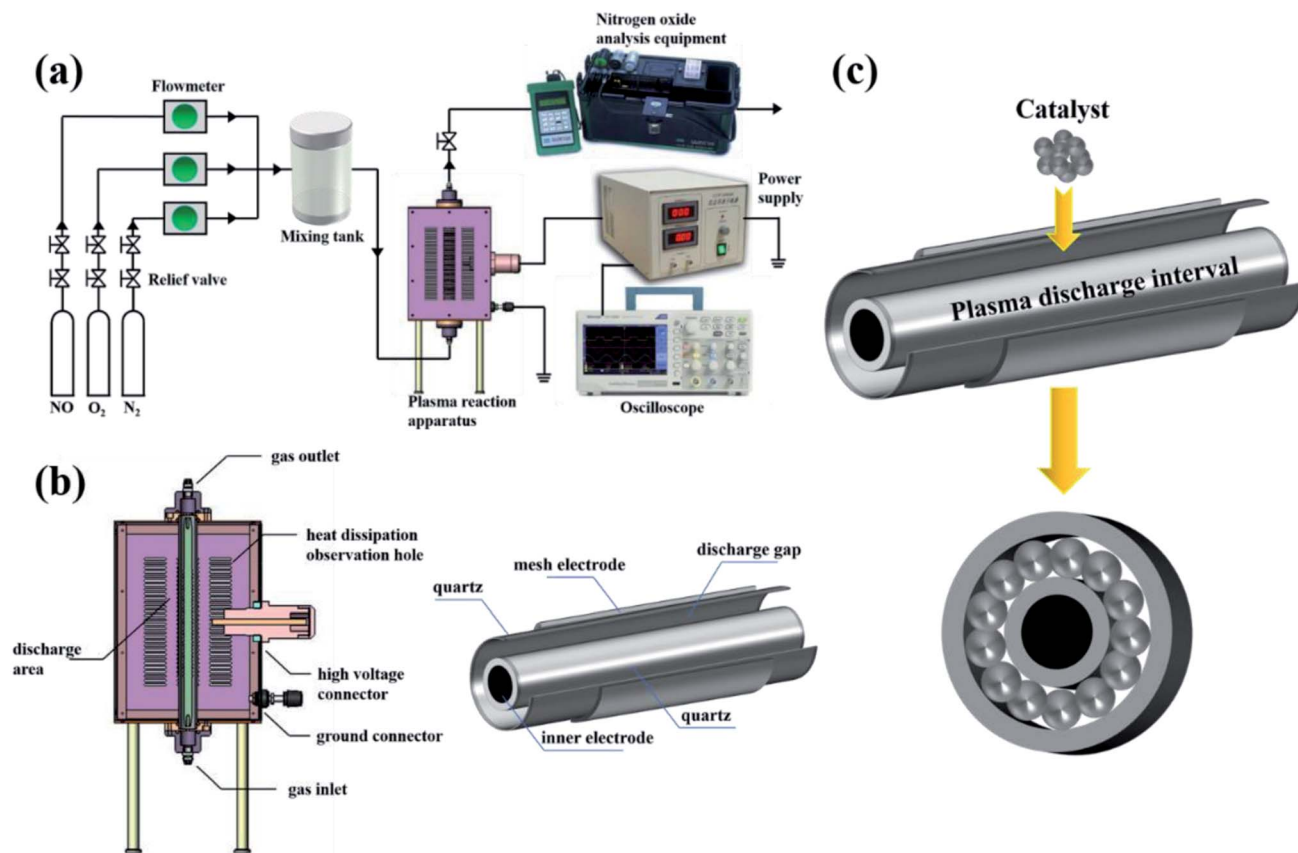 (a)
Nitrogen oxide
analysis equipment
Flowmeter
Mixing tank
Relief valve
NO
O₂
N₂
Power
supply
Plasma reaction
apparatus
Oscilloscope
(b)
gas outlet
heat dissipation
observation hole
discharge
area
high voltage
connector
ground connector
gas inlet
quartz
mesh electrode
discharge gap
quartz
inner electrode
(c)
Catalyst
Plasma discharge interval